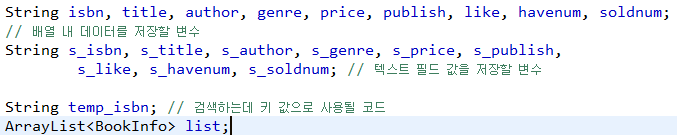 String isbn, title, author, genre, price, publish, like, havenum, soldnum;
// 배열 내 데이터를 저장할 변수
String s_isbn, s_title, s_author, s_genre, s_price, s_publish,
s_like, s_havenum, s_soldnum; // 텍스트 필드 값을 저장할 변수
String temp_isbn; // 검색하는데 키 값으로 사용될 코드
ArrayList<BookInfo> list;